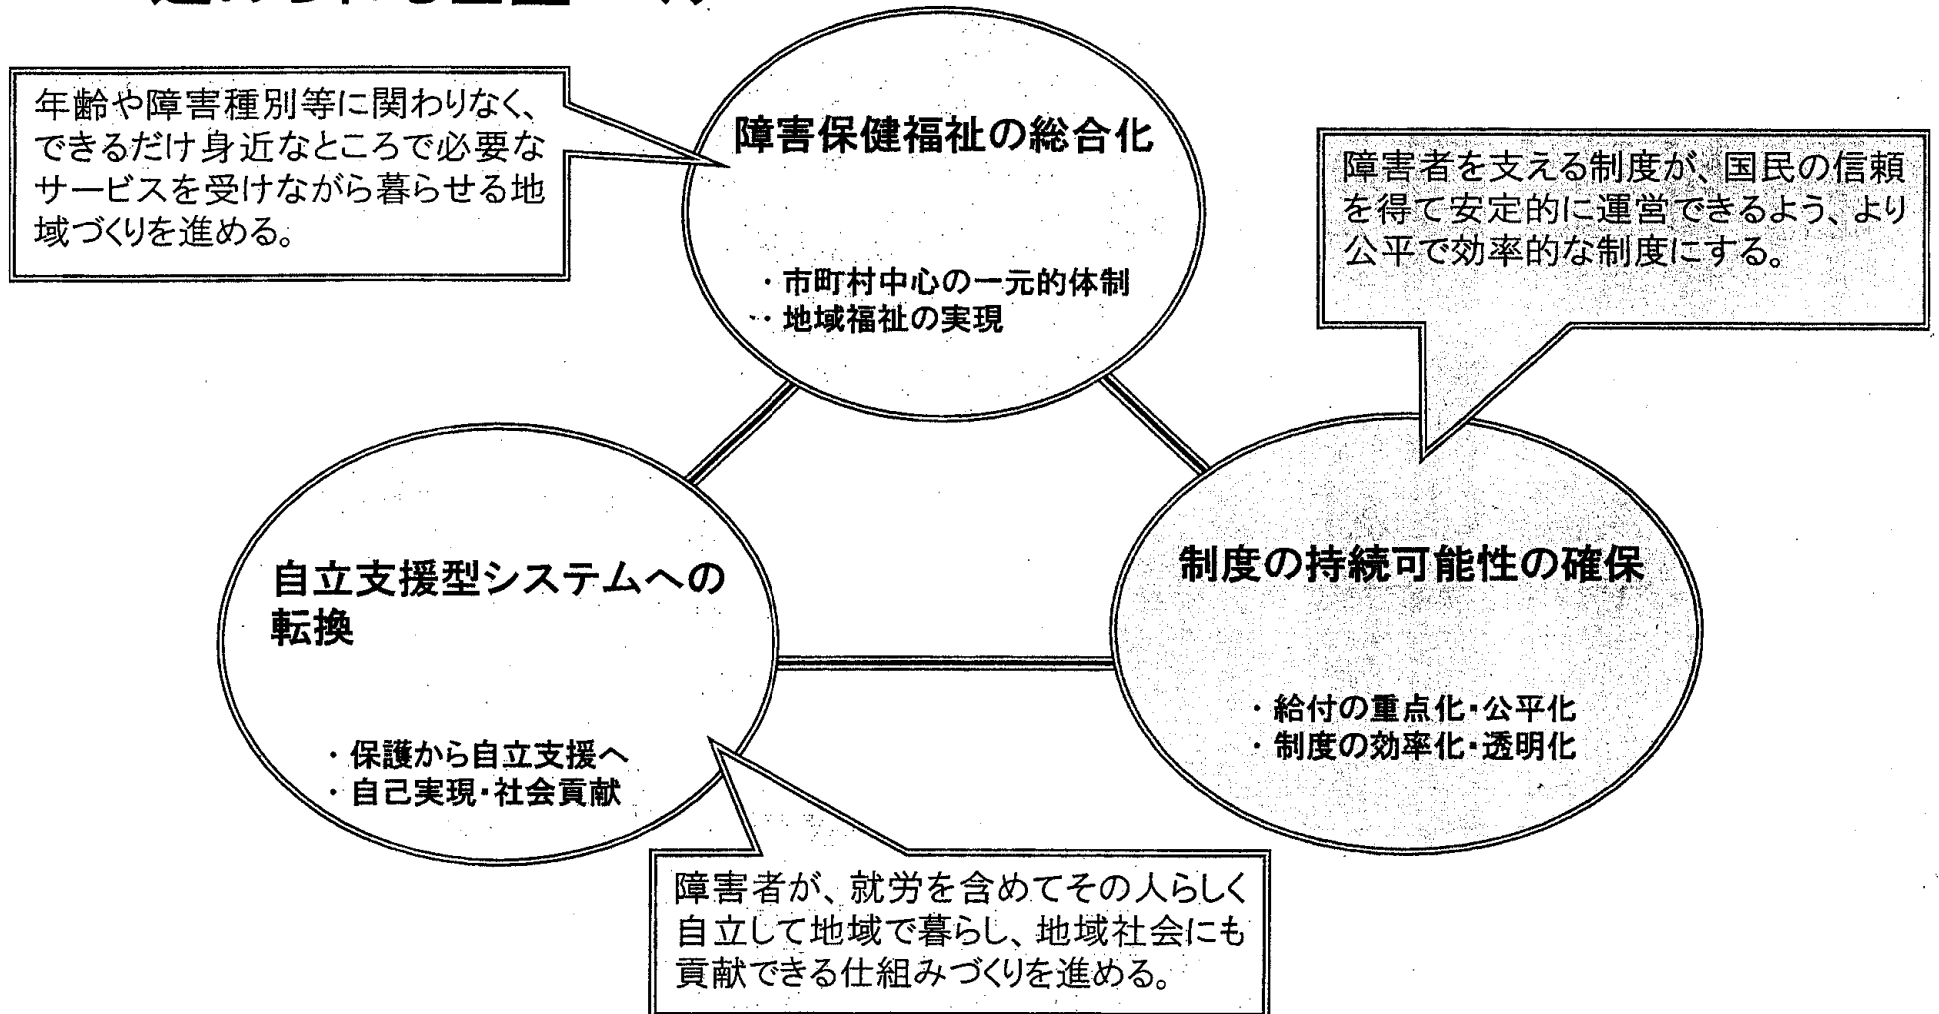 年齢や障害種別等に関わりなく、
できるだけ身近なところで必要な
サービスを受けながら暮らせる地
域づくりを進める。
障害保健福祉の総合化
・市町村中心の一元的体制
・地域福祉の実現
障害者を支える制度が、国民の信頼
を得て安定的に運営できるよう、より
公平で効率的な制度にする。
自立支援型システムへの
転換
・保護から自立支援へ
・自己実現・社会貢献
制度の持続可能性の確保
・給付の重点化・公平化
・制度の効率化・透明化
障害者が、就労を含めてその人らしく
自立して地域で暮らし、地域社会にも
貢献できる仕組みづくりを進める。